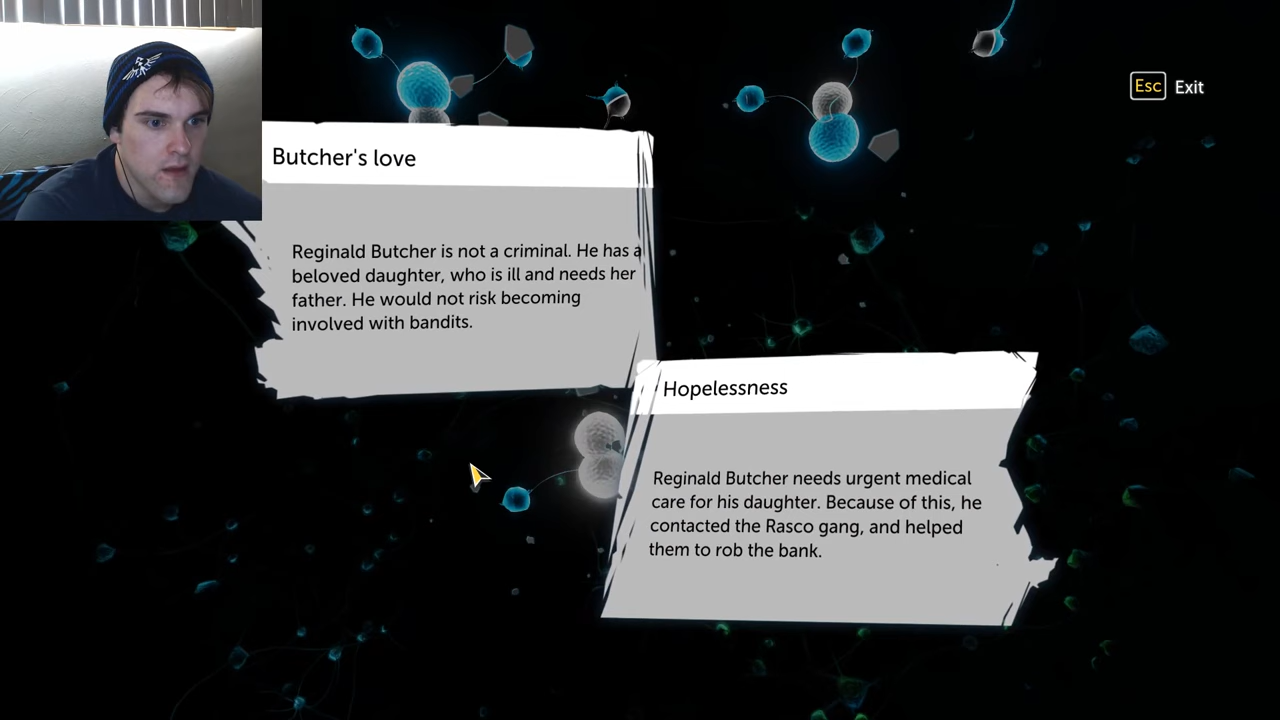 Esc Exit
Butcher's love
Reginald Butcher is not a criminal. He has a
beloved daughter, who is ill and needs her
father. He would not risk becoming
involved with bandits.
Hopelessness
Reginald Butcher needs urgent medical
care for his daughter. Because of this, he
contacted the Rasco gang, and helped
them to rob the bank.